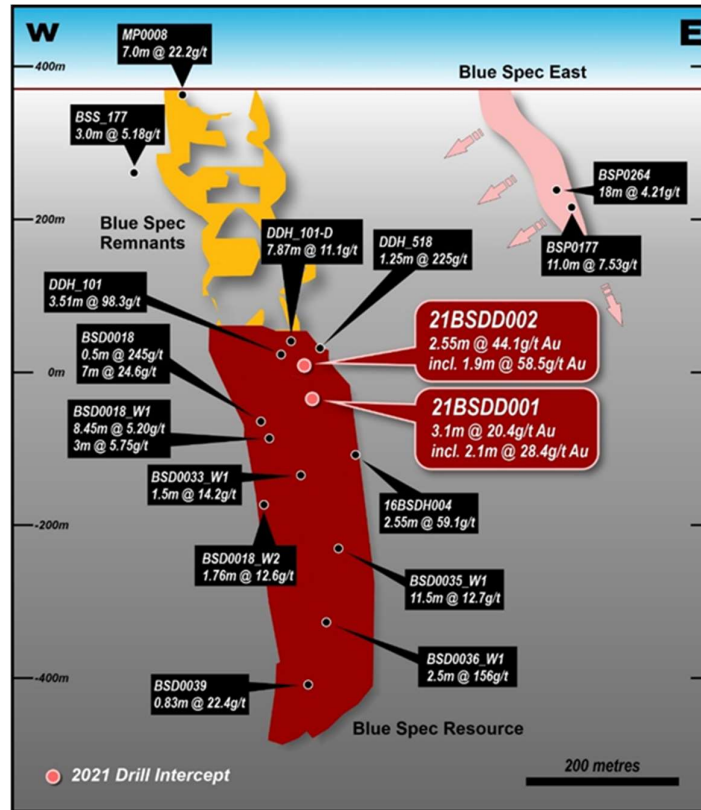 W
E
MP0008
7.0m @ 22.2g/t
400m
Blue Spec East
BSS_177
3.0m @ 5.18g/t
BSP0264
18m @ 4.21g/t
200m
Blue Spec
Remnants
DDH_101-D
7.87m @ 11.1g/t
DDH_518
1.25m @ 225g/t
BSP0177
11.0m @ 7.53g/t
DDH_101
3.51m @ 98.3g/t
21BSDD002
2.55m @ 44.1g/t Au
incl. 1.9m @ 58.5g/t Au
BSD0018
0.5m @ 245g/t
7m @ 24.6g/t
0m
21BSDD001
3.1m @ 20.4g/t Au
incl. 2.1m @ 28.4g/t Au
BSD0018_W1
8.45m @ 5.20g/t
3m @ 5.75g/t
BSD0033_W1
1.5m @ 14.2g/t
16BSDH004
2.55m @ 59.1g/t
-200m
BSD0018_W2
1.76m @ 12.6g/t
BSD0035_W1
11.5m @ 12.7g/t
BSD0036_W1
2.5m @ 156g/t
-400m
BSD0039
0.83m @ 22.4g/t
Blue Spec Resource
2021 Drill Intercept
200 metres